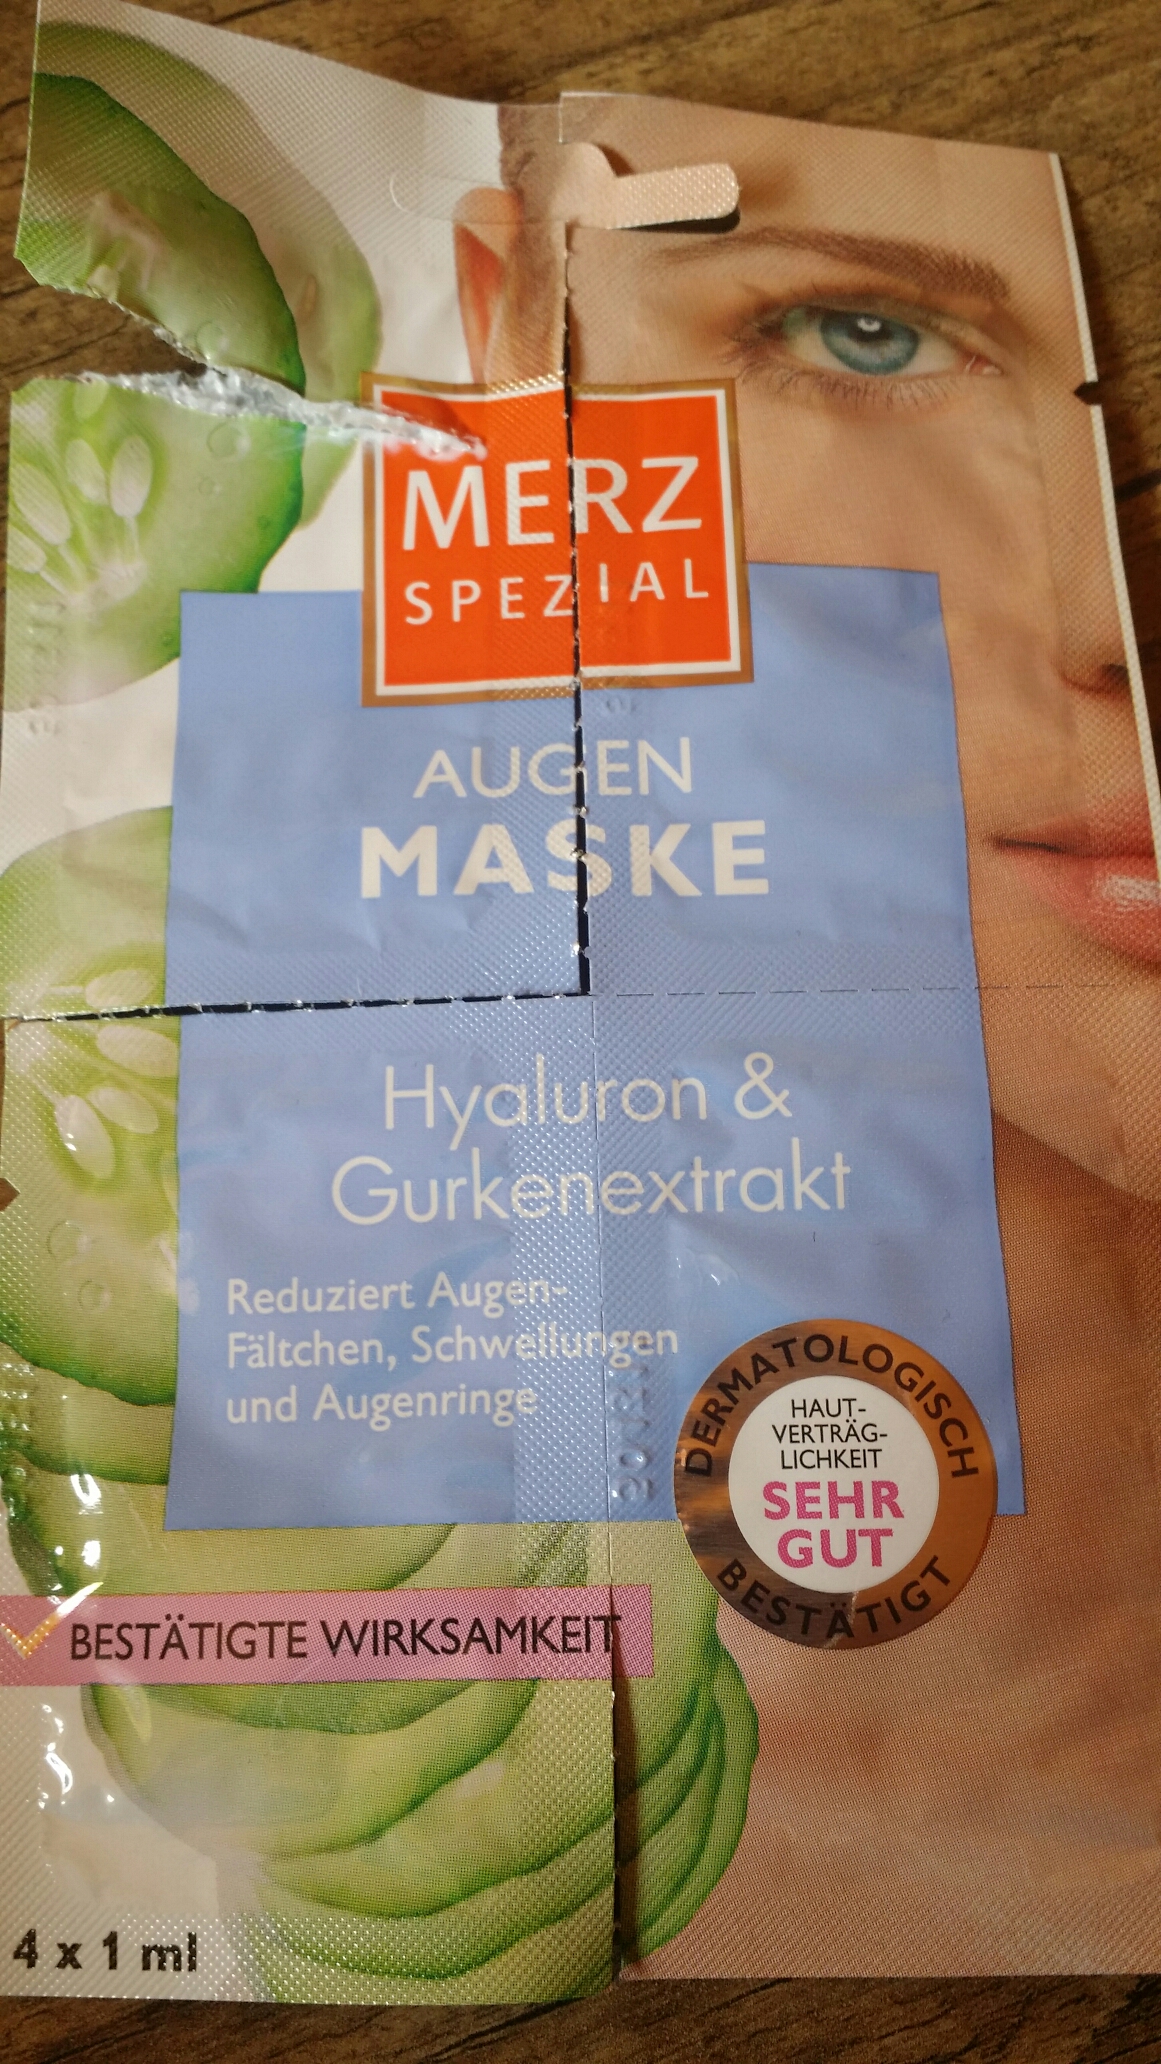 MERZ
SPEZIAL
AUGEN
MASKE
Hyaluron &
Gurkenextrakt
Reduziert Augen-
Fältchen, Schwellungen
und Augenringe
DERMATOLOGISCH
HAUT-
VERTRÄG-
LICHKEIT
SEHR
GUT
BESTÄTIGT
BESTÄTIGTE WIRKSAMKEIT
4 x 1 ml